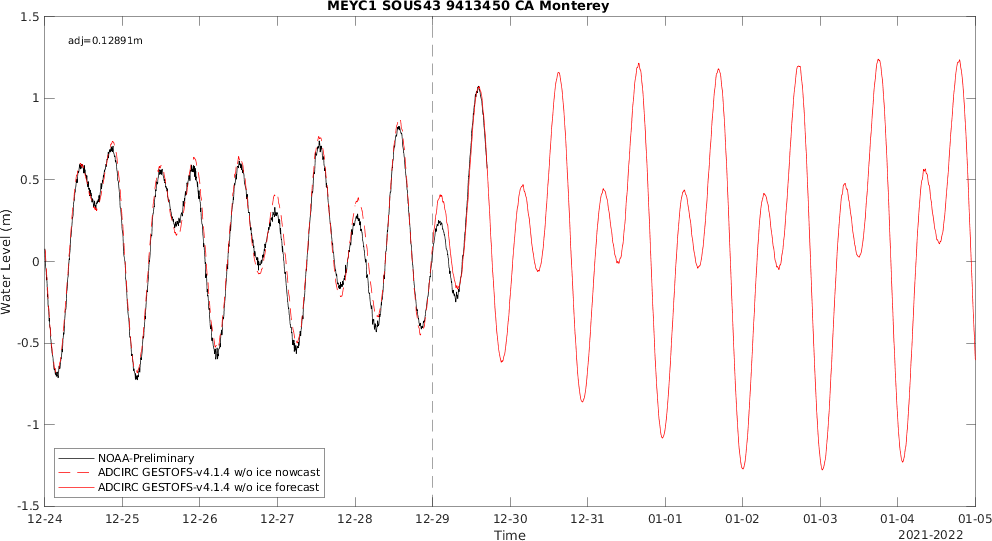 MEYC1 SOUS43 9413450 CA Monterey
adj=0.12891m
1.5
1
0.5
0
-0.5
-1
-1.5
Water Level (m)
NOAA-Preliminary
ADCIRC GESTOFS-v4.1.4 w/o ice nowcast
ADCIRC GESTOFS-v4.1.4 w/o ice forecast
12-24 12-25 12-26 12-27 12-28 12-29 12-30 12-31 01-01 01-02 01-03 01-04 01-05
Time
2021-2022